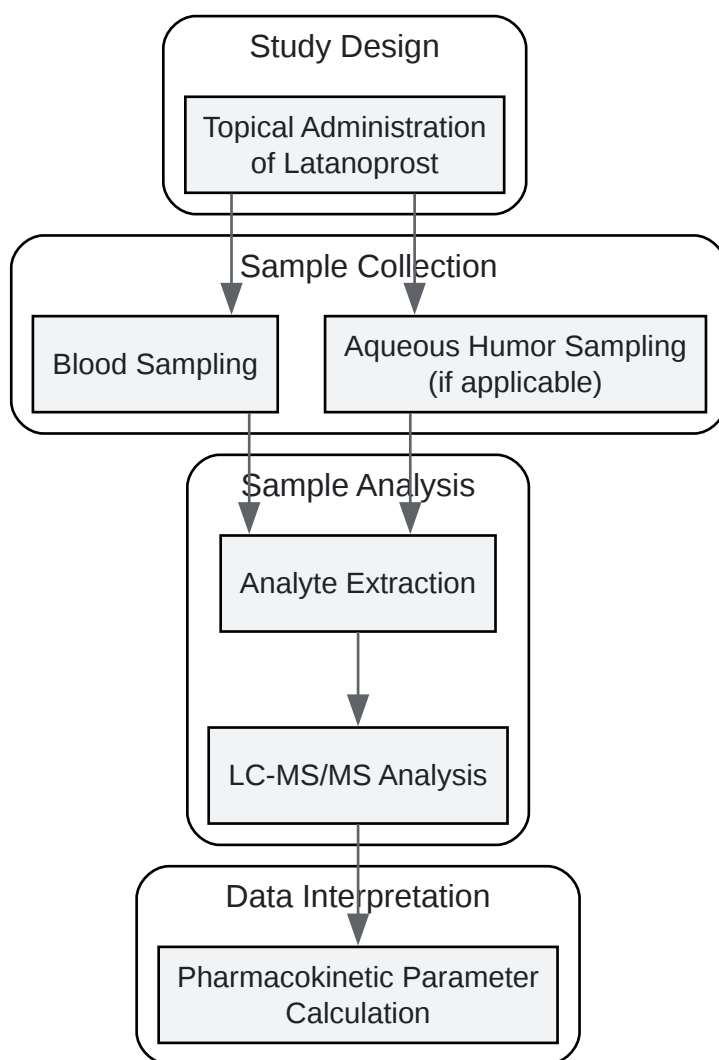 Study Design
Topical Administration
of Latanoprost
Sample Collection
Blood Sampling
Aqueous Humor Sampling
(if applicable)
Sample Analysis
Analyte Extraction
LC-MS/MS Analysis
Data Interpretation
Pharmacokinetic Parameter
Calculation